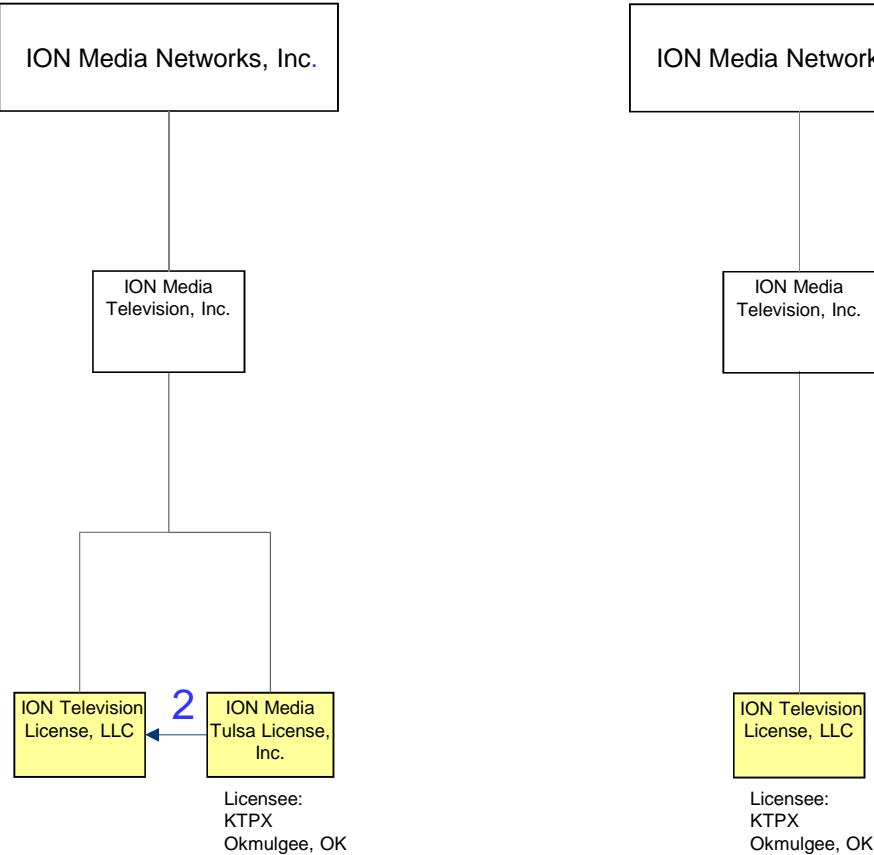 ION Media Networks, Inc.
ION Media
Television, Inc.
ION Television
License, LLC
2
ION Media
Tulsa License,
Inc.
Licensee:
KTPX
Okmulgee, OK
ION Media Network
ION Media
Television, Inc.
ION Television
License, LLC
Licensee:
KTPX
Okmulgee, OK